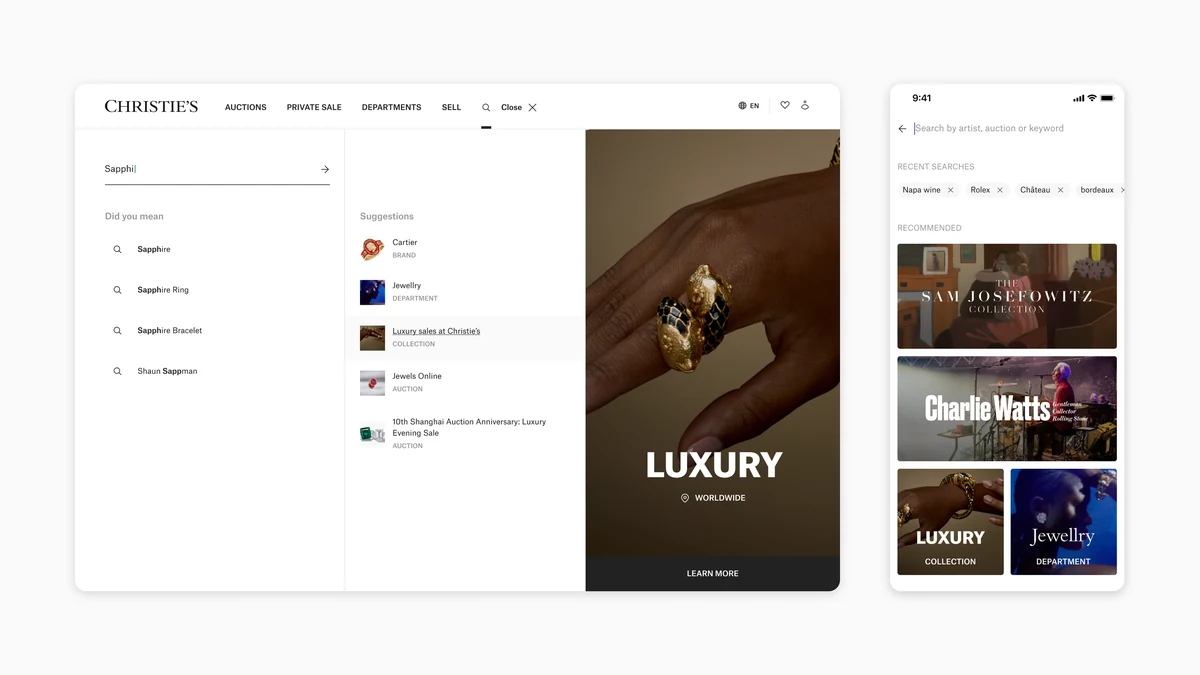 CHRISTIE'S
AUCTIONS
PRIVATE SALE
DEPARTMENTS
SELL
Close
EN
Sapphi
Did you mean
Sapphire
Sapphire Ring
Sapphire Bracelet
Shaun Sappman
Suggestions
Cartier
BRAND
Jewellry
DEPARTMENT
Luxury sales at Christie's
COLLECTION
Jewels Online
AUCTION
10th Shanghai Auction Anniversary: Luxury
Evening Sale
AUCTION
LUXURY
WORLDWIDE
LEARN MORE
9:41
Search by artist, auction or keyword
RECENT SEARCHES
Napa wine
Rolex
Château
bordeaux
RECOMMENDED
THE
SAM JOSEFOWITZ
COLLECTION
Charlie Watts
Gentleman
Collector
Rolling Stone
LUXURY
COLLECTION
Jewellry
DEPARTMENT